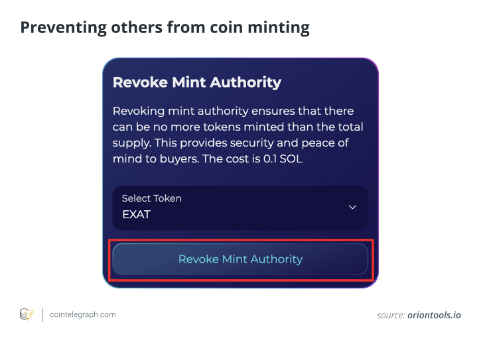 Preventing others from coin minting
Revoke Mint Authority
Revoking mint authority ensures that there
can be no more tokens minted than the total
supply. This provides security and peace of
mind to buyers. The cost is 0.1 SOL
Select Token
EXAT
Revoke Mint Authority
cointelegraph.com
source: oriontools.io